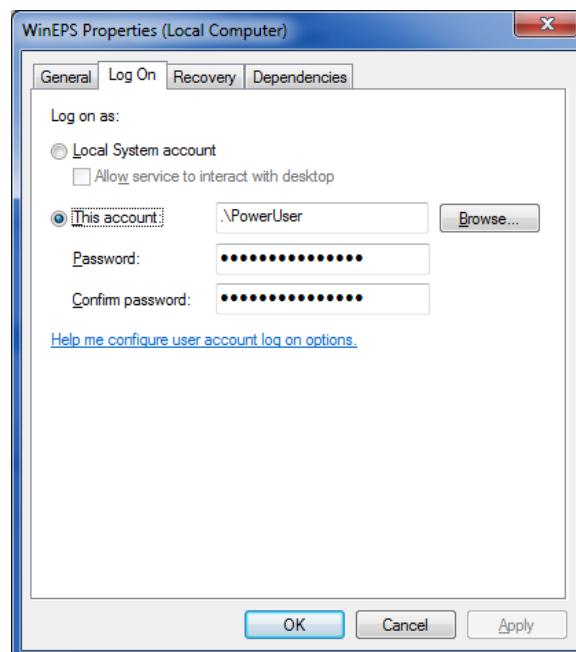 WinEPS Properties (Local Computer)
General Log On Recovery Dependencies
Log on as:
Local System account
Allow service to interact with desktop
This account: .\PowerUser Browse...
Password: •••••••••••••••
Confirm password: •••••••••••••••
Help me configure user account log on options.
OK Cancel Apply